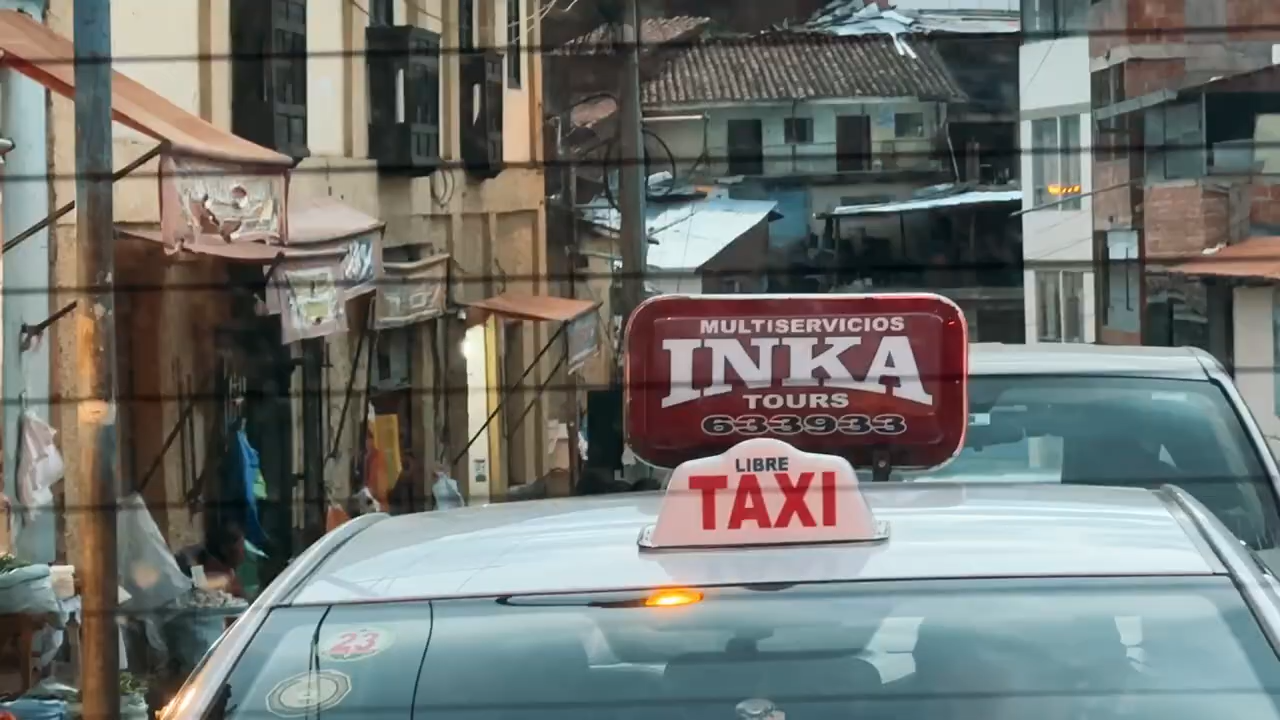 MULTISERVICIOS
INKA
TOURS
633933
LIBRE
TAXI
23